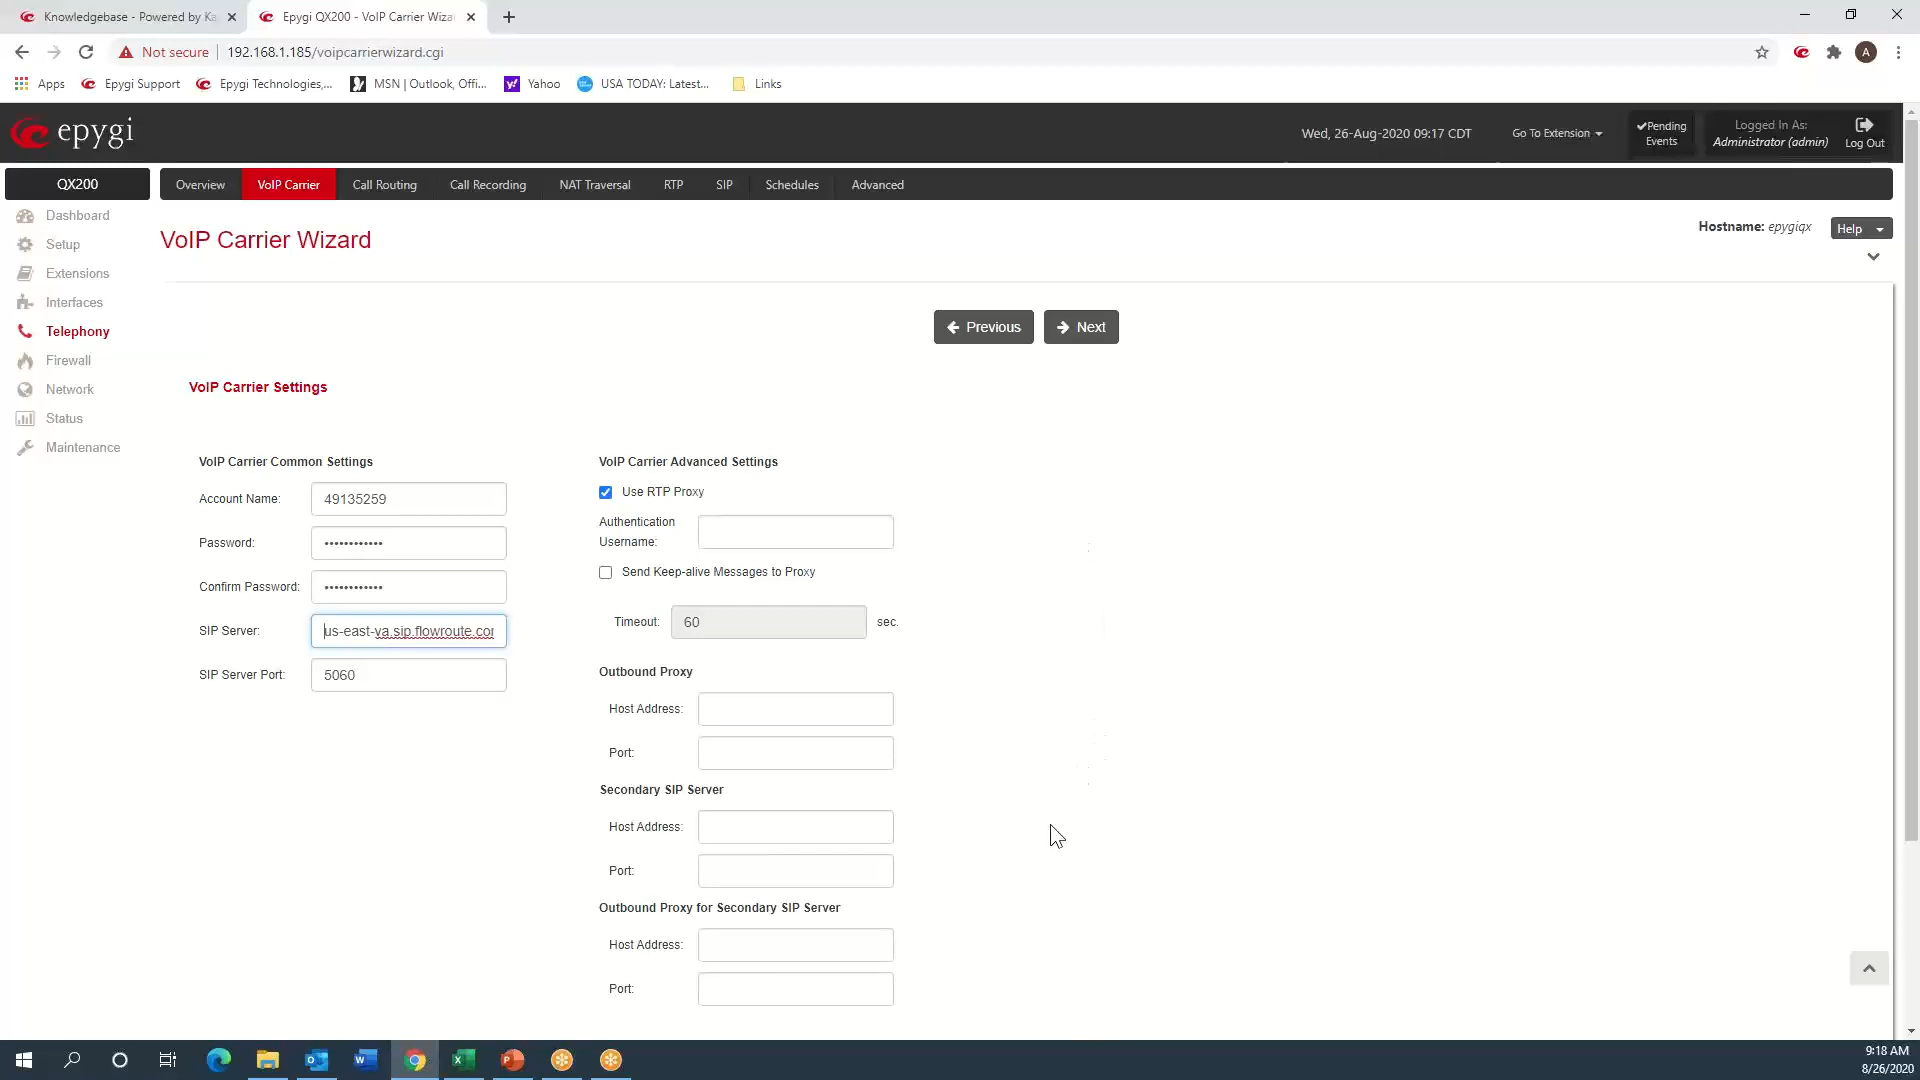 Knowledgebase - Powered by Ka
Epygi QX200 - VoIP Carrier Wiza
Not secure
192.168.1.185/voipcarrierwizard.cgi
A
Apps
Epygi Support
Epygi Technologies,...
MSN | Outlook, Offi...
Yahoo
USA TODAY: Latest...
Links
epygi
Wed, 26-Aug-2020 09:17 CDT
Go To Extension
Pending
Events
Logged In As:
Administrator (admin)
Log Out
QX200
Overview
VoIP Carrier
Call Routing
Call Recording
NAT Traversal
RTP
SIP
Schedules
Advanced
Dashboard
Setup
Extensions
Interfaces
Telephony
Firewall
Network
Status
Maintenance
VoIP Carrier Wizard
Hostname: epygiqx
Help
Previous
Next
VoIP Carrier Settings
VoIP Carrier Common Settings
Account Name: 49135259
Password: ••••••••••••
Confirm Password: ••••••••••••
SIP Server: us-east-va.sip.flowroute.cor
SIP Server Port: 5060
VoIP Carrier Advanced Settings
Use RTP Proxy
Authentication
Username:
Send Keep-alive Messages to Proxy
Timeout: 60 sec.
Outbound Proxy
Host Address:
Port:
Secondary SIP Server
Host Address:
Port:
Outbound Proxy for Secondary SIP Server
Host Address:
Port:
9:18 AM
8/26/2020